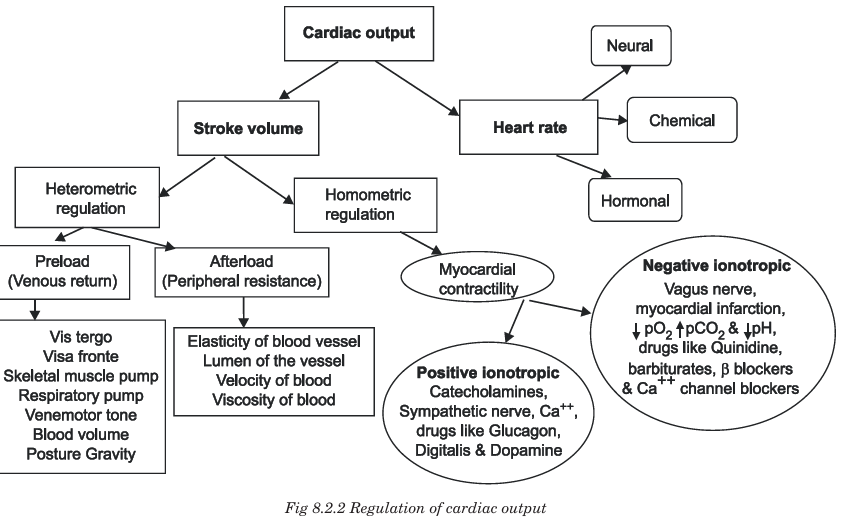 Cardiac output
Neural
Stroke volume
Heart rate
Chemical
Hormonal
Heterometric
regulation
Homometric
regulation
Preload
(Venous return)
Afterload
(Peripheral resistance)
Myocardial
contractility
Negative ionotropic
Vagus nerve,
myocardial infarction,
↓ pO₂ ↑ pCO₂ & ↓pH,
drugs like Quinidine,
barbiturates, β blockers
& Ca⁺⁺ channel blockers
Vis tergo
Visa fronte
Skeletal muscle pump
Respiratory pump
Venemotor tone
Blood volume
Posture Gravity
Elasticity of blood vessel
Lumen of the vessel
Velocity of blood
Viscosity of blood
Positive ionotropic
Catecholamines,
Sympathetic nerve, Ca⁺⁺,
drugs like Glucagon,
Digitalis & Dopamine
Fig 8.2.2 Regulation of cardiac output